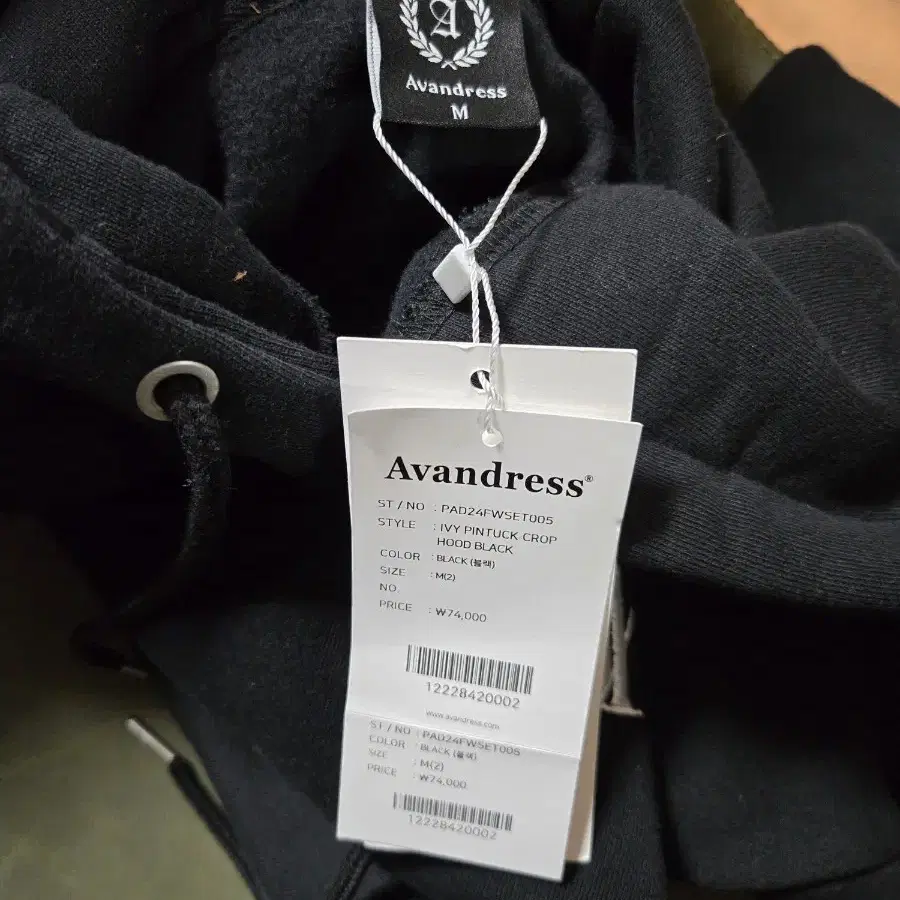 A
Avandress
M
Avandress®
ST / NO : PAD24FWSET005
STYLE : IVY PINTUCK CROP
HOOD BLACK
COLOR : BLACK (블랙)
SIZE : M(2)
NO.
PRICE : ₩74,000
12228420002
www.avandress.com
ST / NO : PAD24FWSET005
COLOR : BLACK (블랙)
SIZE : M(2)
PRICE : ₩74,000
12228420002